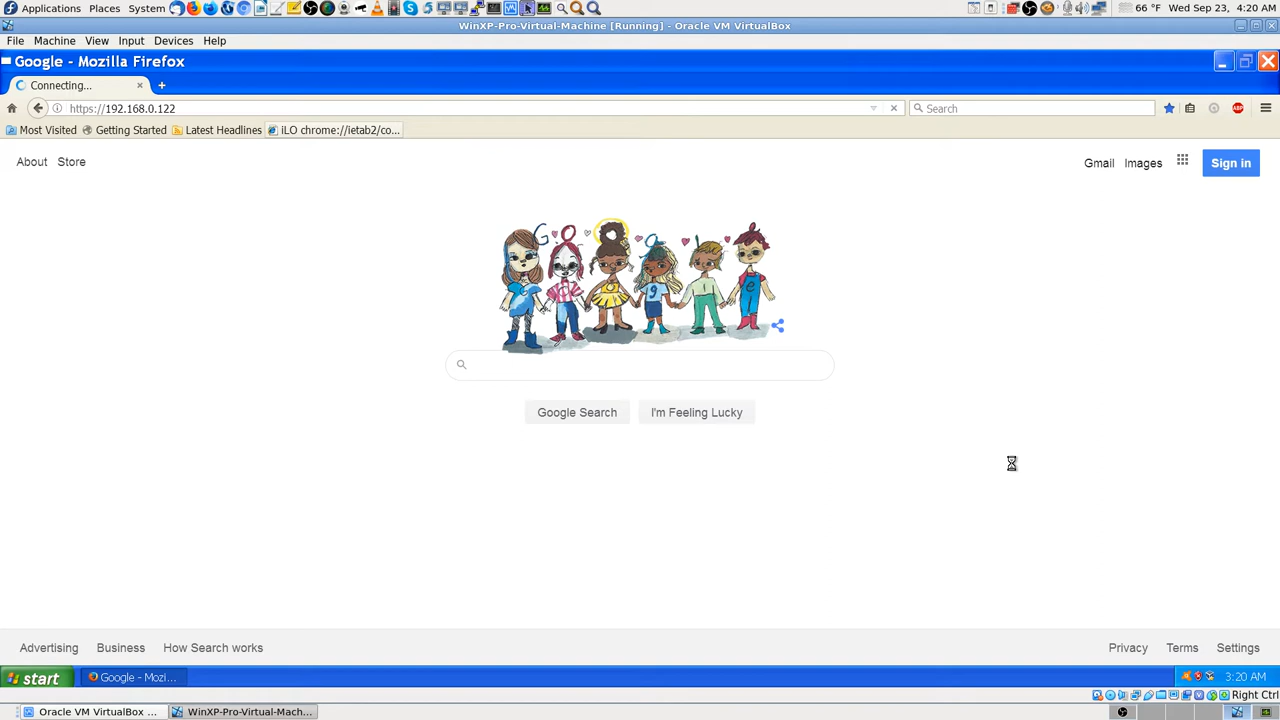 Applications Places System 66 °F Wed Sep 23, 4:20 AM
WinXP-Pro-Virtual-Machine [Running] - Oracle VM VirtualBox
File Machine View Input Devices Help
Google - Mozilla Firefox
Connecting...
https://192.168.0.122 Search
Most Visited Getting Started Latest Headlines iLO chrome://ietab2/co...
About Store Gmail Images Sign in
G o o g l e
Google Search I'm Feeling Lucky
Advertising Business How Search works Privacy Terms Settings
start Google - Mozi... 3:20 AM
Right Ctrl
Oracle VM VirtualBox ... WinXP-Pro-Virtual-Mach...